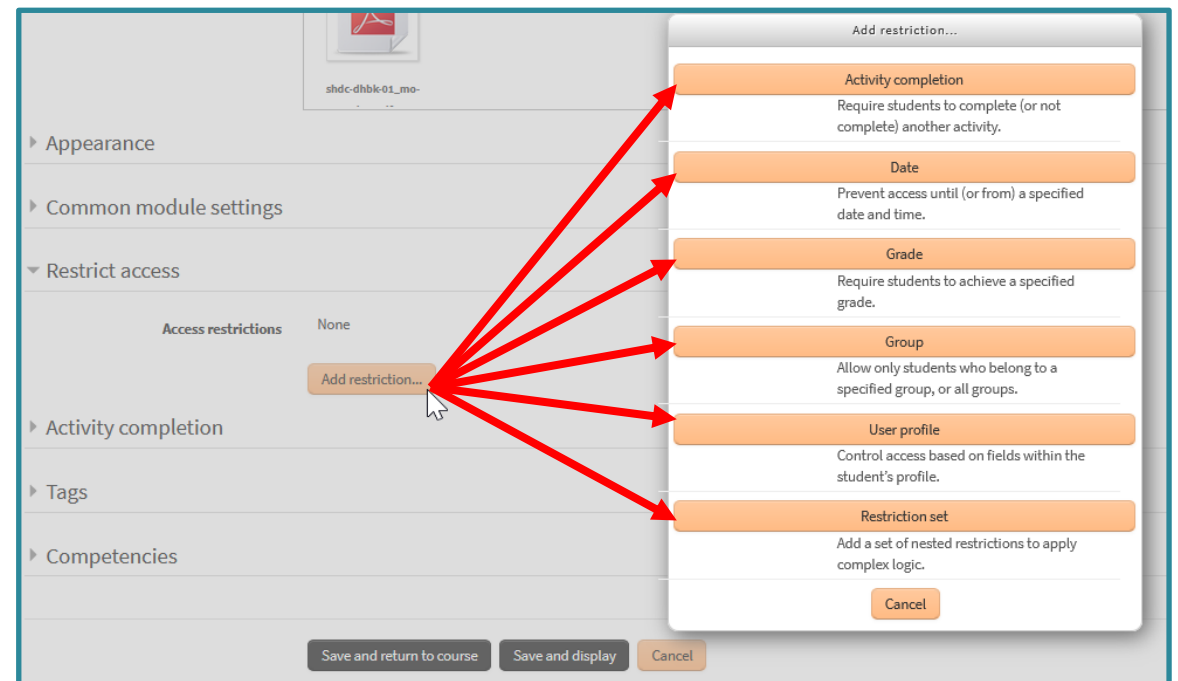 shdc-dhbk-01_mo-
Appearance
Common module settings
Restrict access
Access restrictions None
Add restriction...
Activity completion
Tags
Competencies
Save and return to course Save and display Cancel
Add restriction...
Activity completion
Require students to complete (or not
complete) another activity.
Date
Prevent access until (or from) a specified
date and time.
Grade
Require students to achieve a specified
grade.
Group
Allow only students who belong to a
specified group, or all groups.
User profile
Control access based on fields within the
student's profile.
Restriction set
Add a set of nested restrictions to apply
complex logic.
Cancel